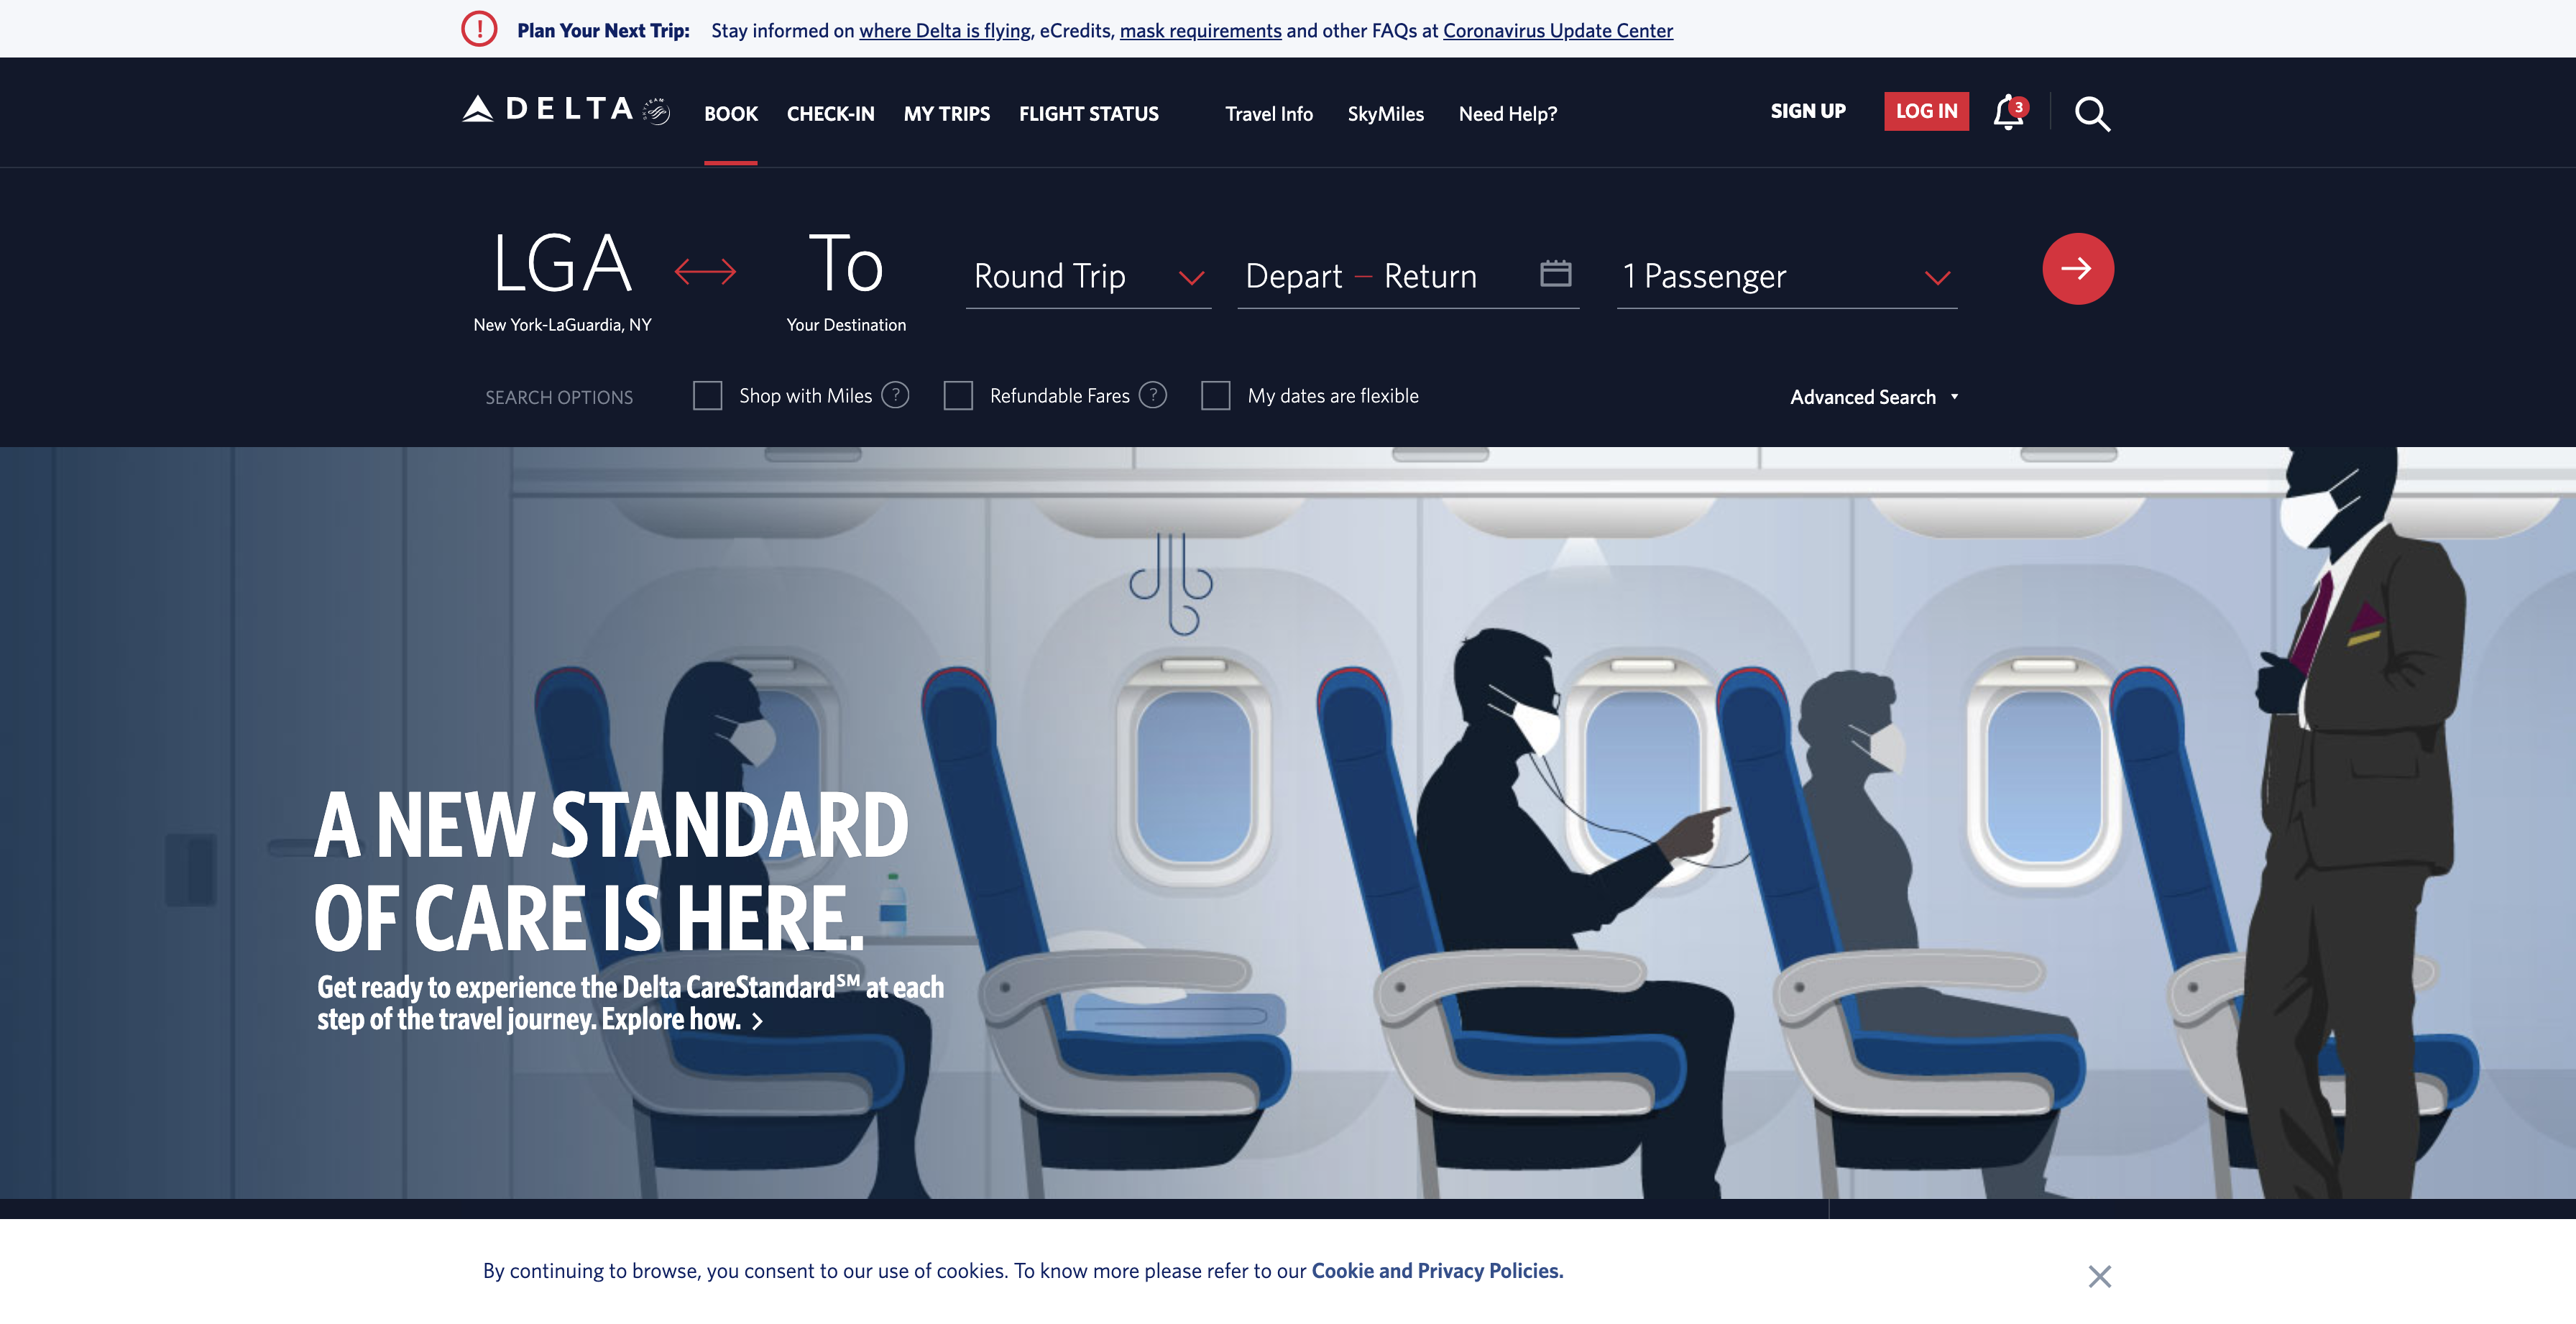 Plan Your Next Trip: Stay informed on where Delta is flying, eCredits, mask requirements and other FAQs at Coronavirus Update Center
DELTA BOOK CHECK-IN MY TRIPS FLIGHT STATUS Travel Info SkyMiles Need Help? SIGN UP LOG IN 3
LGA To Round Trip Depart – Return 1 Passenger
New York-LaGuardia, NY Your Destination
SEARCH OPTIONS Shop with Miles ? Refundable Fares ? My dates are flexible Advanced Search
A NEW STANDARD
OF CARE IS HERE.
Get ready to experience the Delta CareStandard℠ at each
step of the travel journey. Explore how. >
By continuing to browse, you consent to our use of cookies. To know more please refer to our Cookie and Privacy Policies.